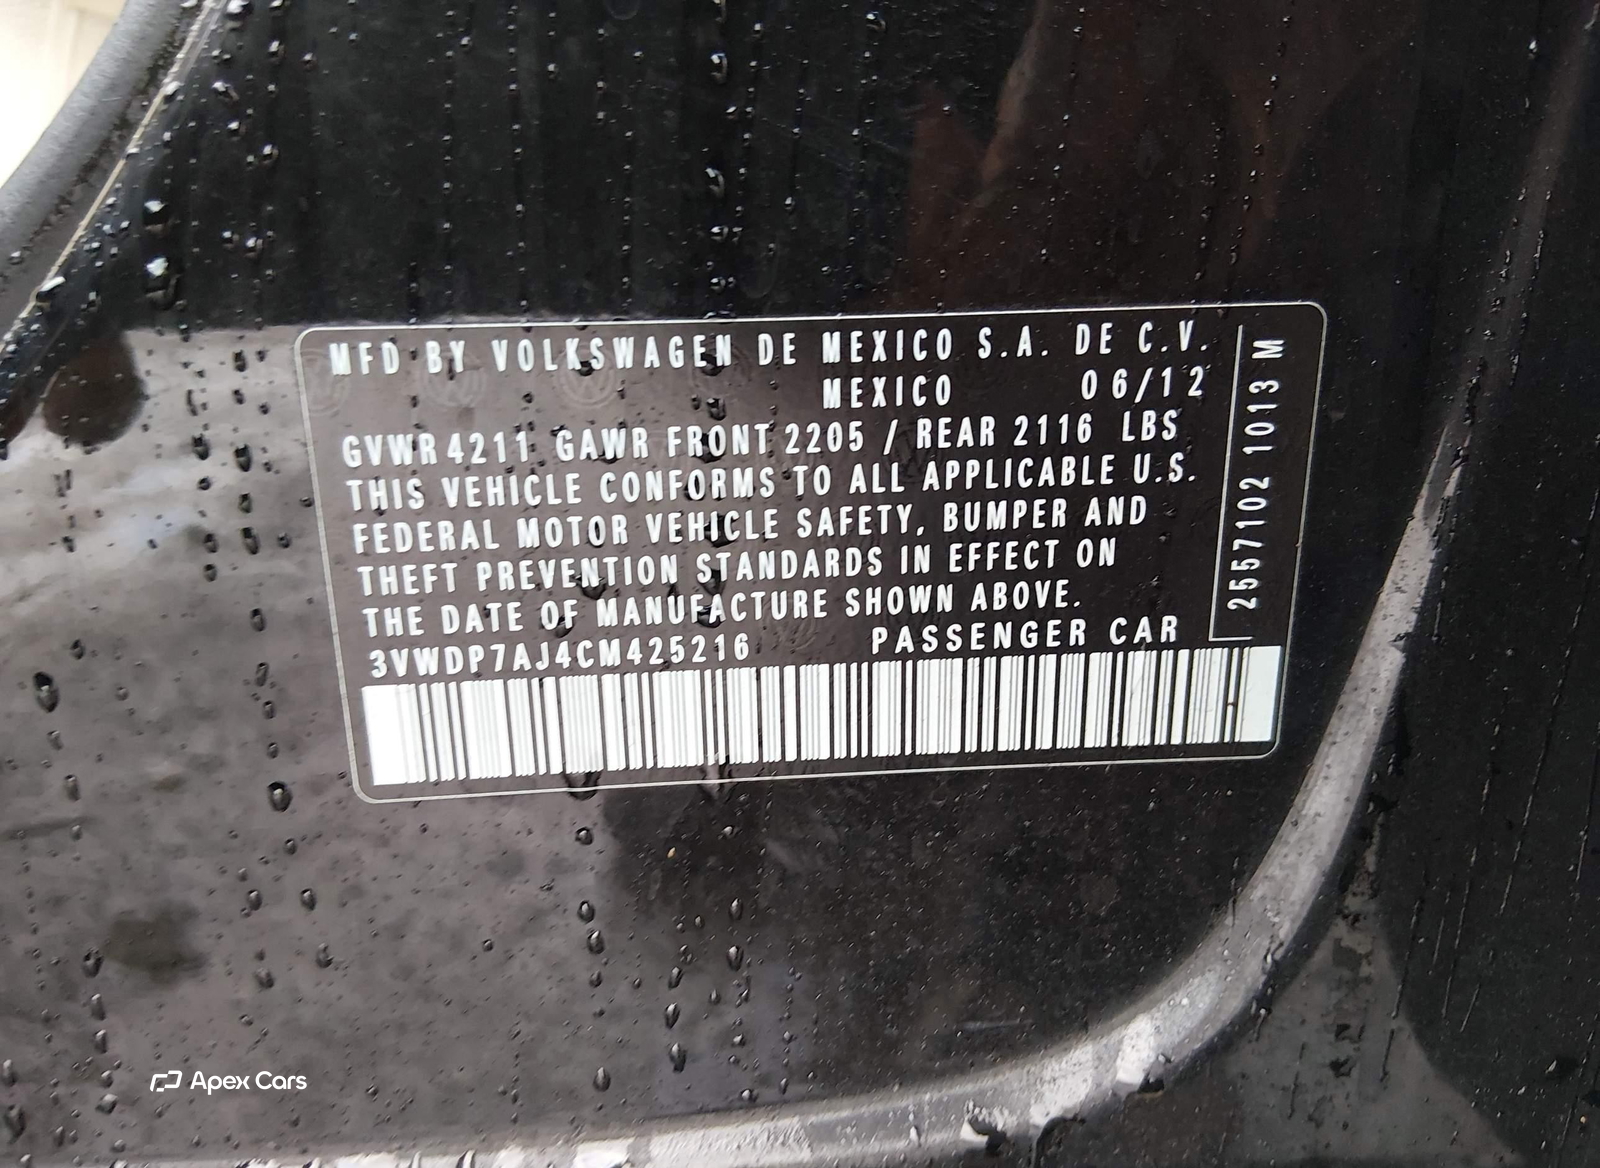 MFD BY VOLKSWAGEN DE MEXICO S.A. DE C.V.
MEXICO 06/12
GVWR 4211 GAWR FRONT 2205 / REAR 2116 LBS
THIS VEHICLE CONFORMS TO ALL APPLICABLE U.S.
FEDERAL MOTOR VEHICLE SAFETY, BUMPER AND
THEFT PREVENTION STANDARDS IN EFFECT ON
THE DATE OF MANUFACTURE SHOWN ABOVE.
3VWDP7AJ4CM425216 PASSENGER CAR
2557102 1013 M
Apex Cars